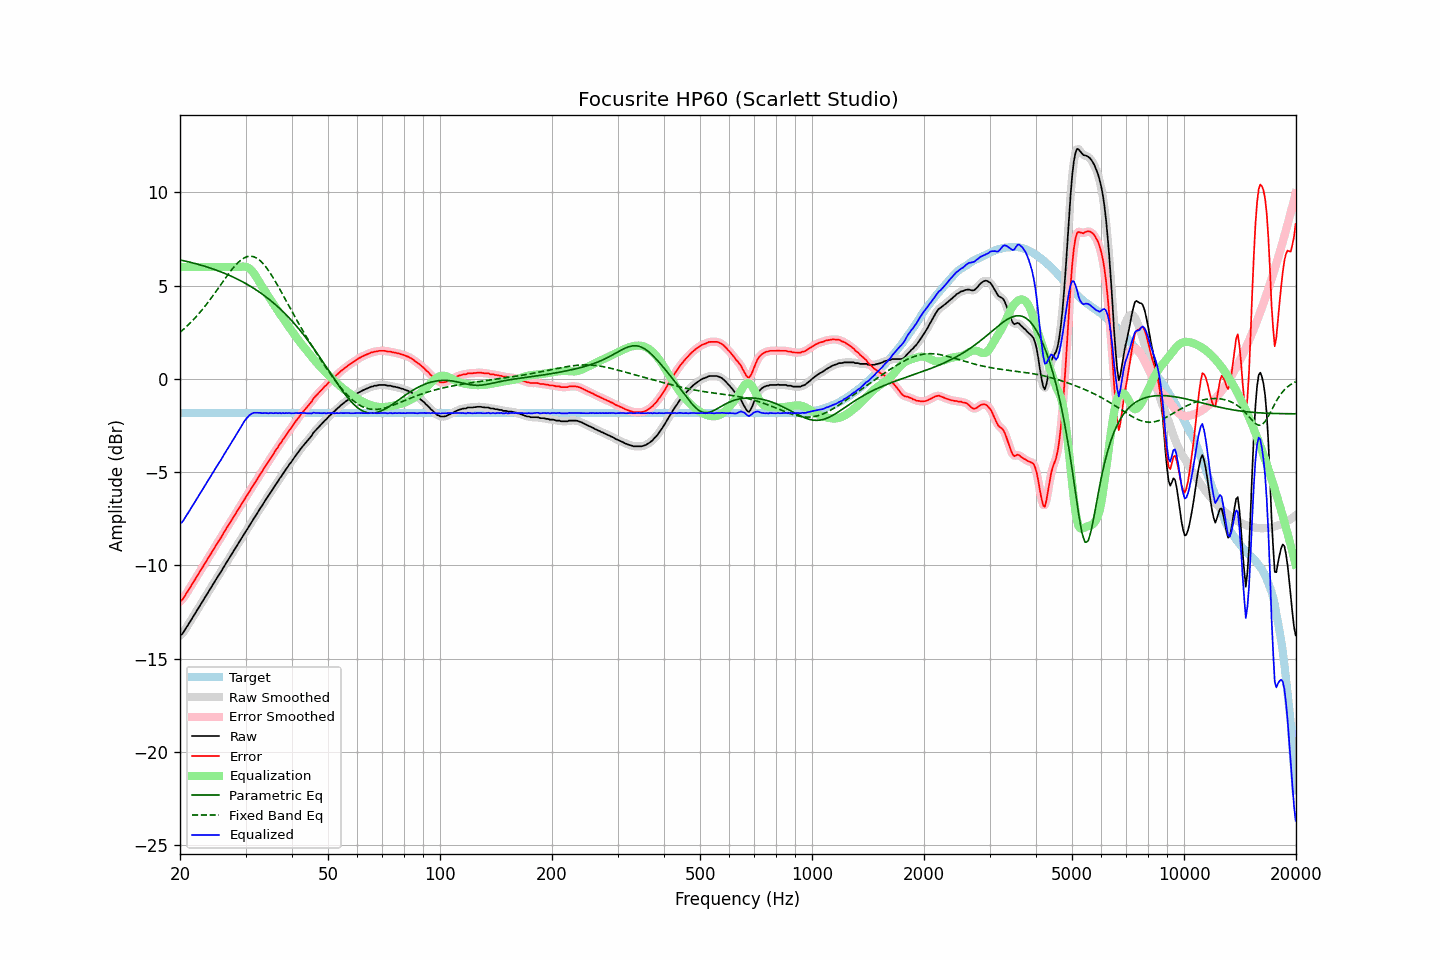 Focusrite HP60 (Scarlett Studio)
Amplitude (dBr)
10
5
0
−5
−10
−15
−20
−25
Target
Raw Smoothed
Error Smoothed
Raw
Error
Equalization
Parametric Eq
Fixed Band Eq
Equalized
20 50 100 200 500 1000 2000 5000 10000 20000
Frequency (Hz)